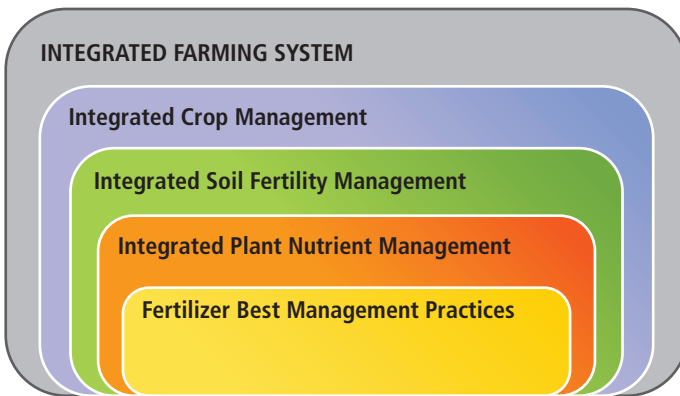 INTEGRATED FARMING SYSTEM
Integrated Crop Management
Integrated Soil Fertility Management
Integrated Plant Nutrient Management
Fertilizer Best Management Practices